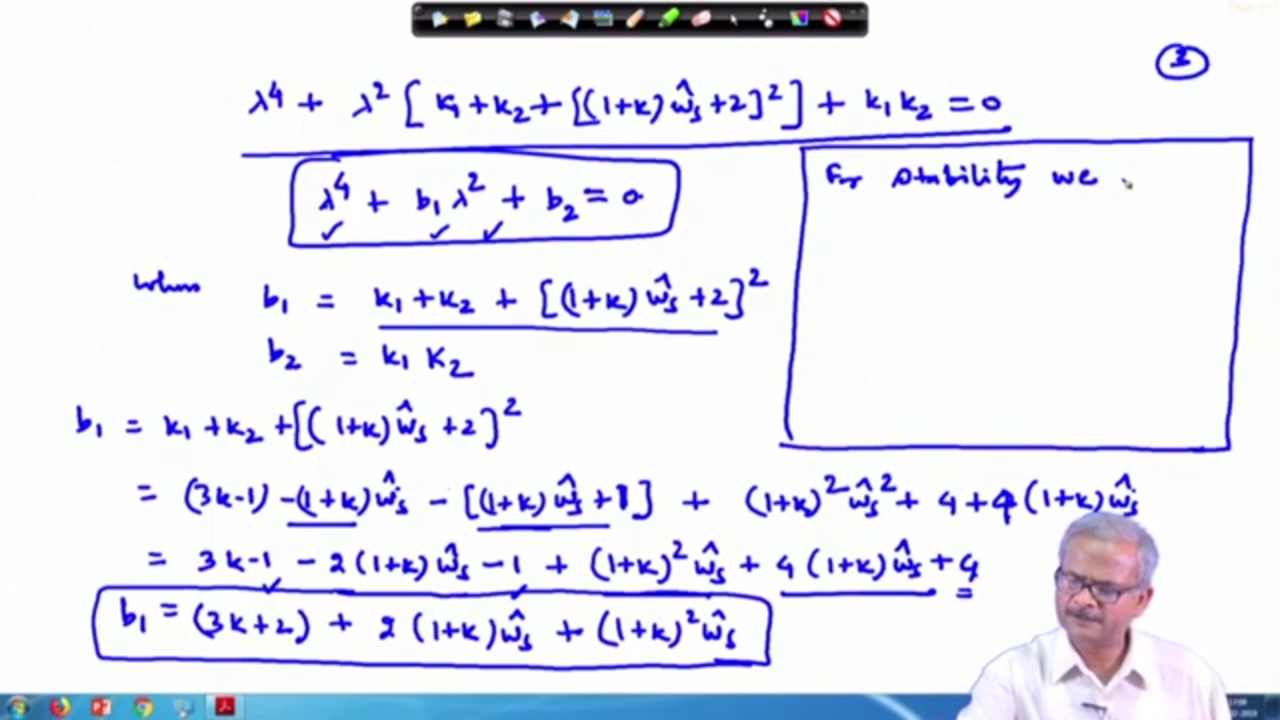 2
λ⁴ + λ² [ k₁ + k₂ + [(1+k) ŵₛ + 2]² ] + k₁k₂ = 0
λ⁴ + b₁ λ² + b₂ = 0
For stability we
b₁ = k₁ + k₂ + [(1+k) ŵₛ + 2]²
b₂ = k₁ k₂
b₁ = k₁ + k₂ + [(1+k) ŵₛ + 2]²
= (3k-1) - (1+k) ŵₛ - [(1+k) ŵₛ + 1] + (1+k)² ŵₛ² + 4 + 4(1+k) ŵₛ
= 3k-1 - 2(1+k) ŵₛ - 1 + (1+k)² ŵₛ + 4(1+k) ŵₛ + 4
b₁ = (3k+2) + 2(1+k) ŵₛ + (1+k)² ŵₛ